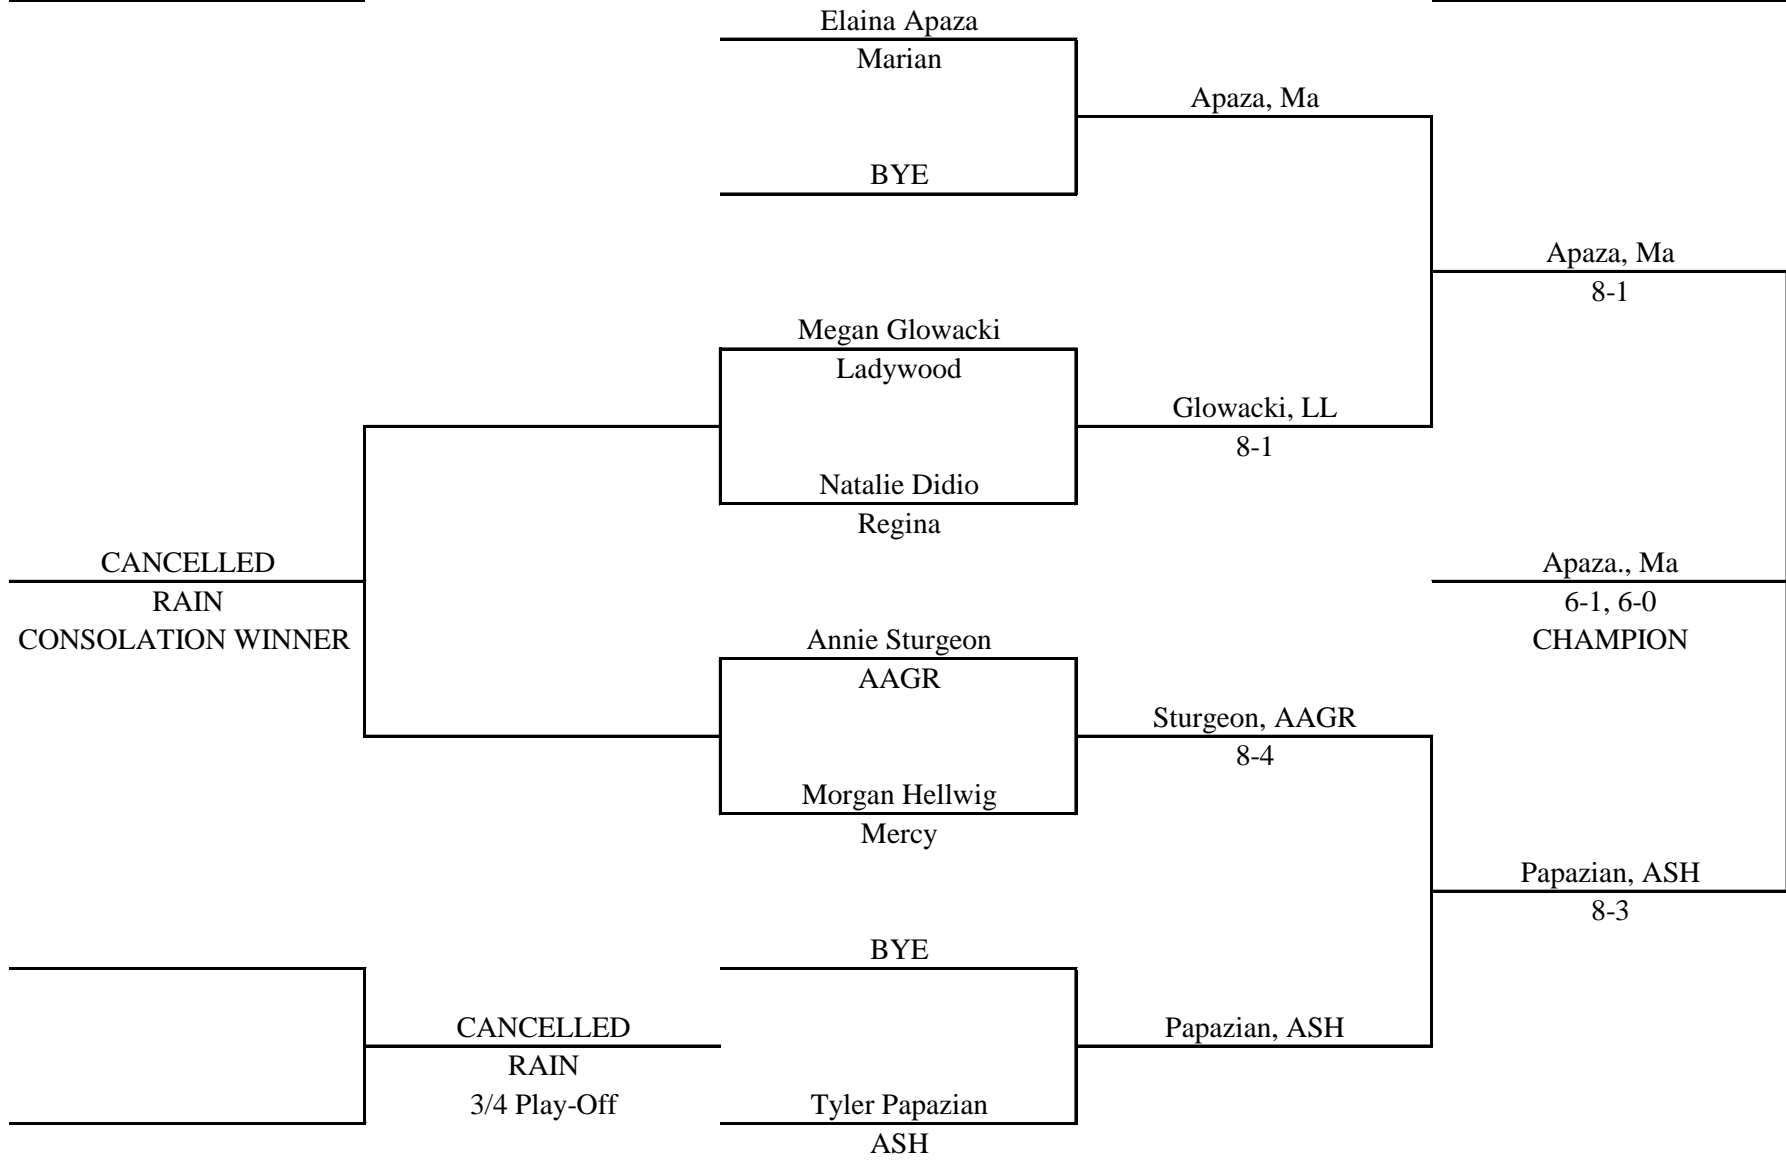 Elaina Apaza
Marian
Apaza, Ma
BYE
Apaza, Ma
8-1
Megan Glowacki
Ladywood
Glowacki, LL
8-1
Natalie Didio
Regina
CANCELLED
RAIN
CONSOLATION WINNER
Apaza., Ma
6-1, 6-0
CHAMPION
Annie Sturgeon
AAGR
Sturgeon, AAGR
8-4
Morgan Hellwig
Mercy
Papazian, ASH
8-3
BYE
CANCELLED
RAIN
3/4 Play-Off
Papazian, ASH
Tyler Papazian
ASH